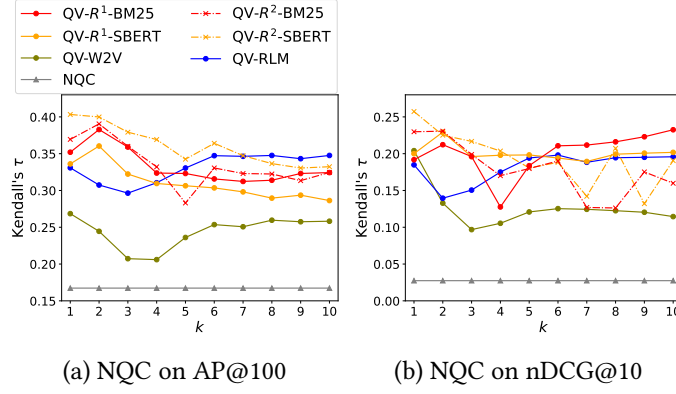 QV-R¹-BM25
QV-R²-BM25
QV-R¹-SBERT
QV-R²-SBERT
QV-W2V
QV-RLM
NQC
0.40
0.35
0.30
0.25
0.20
0.15
Kendall's τ
1 2 3 4 5 6 7 8 9 10
k
0.25
0.20
0.15
0.10
0.05
0.00
Kendall's τ
1 2 3 4 5 6 7 8 9 10
k
(a) NQC on AP@100
(b) NQC on nDCG@10